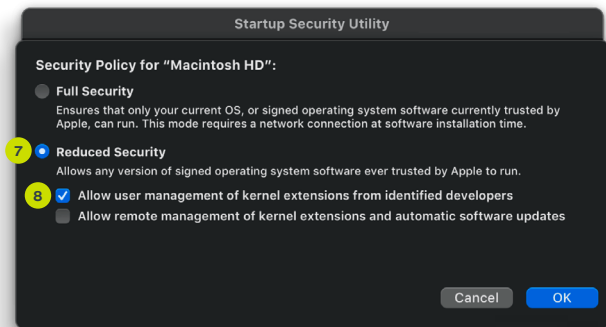 Startup Security Utility
Security Policy for “Macintosh HD”:
Full Security
Ensures that only your current OS, or signed operating system software currently trusted by
Apple, can run. This mode requires a network connection at software installation time.
7 Reduced Security
Allows any version of signed operating system software ever trusted by Apple to run.
8 Allow user management of kernel extensions from identified developers
Allow remote management of kernel extensions and automatic software updates
Cancel OK